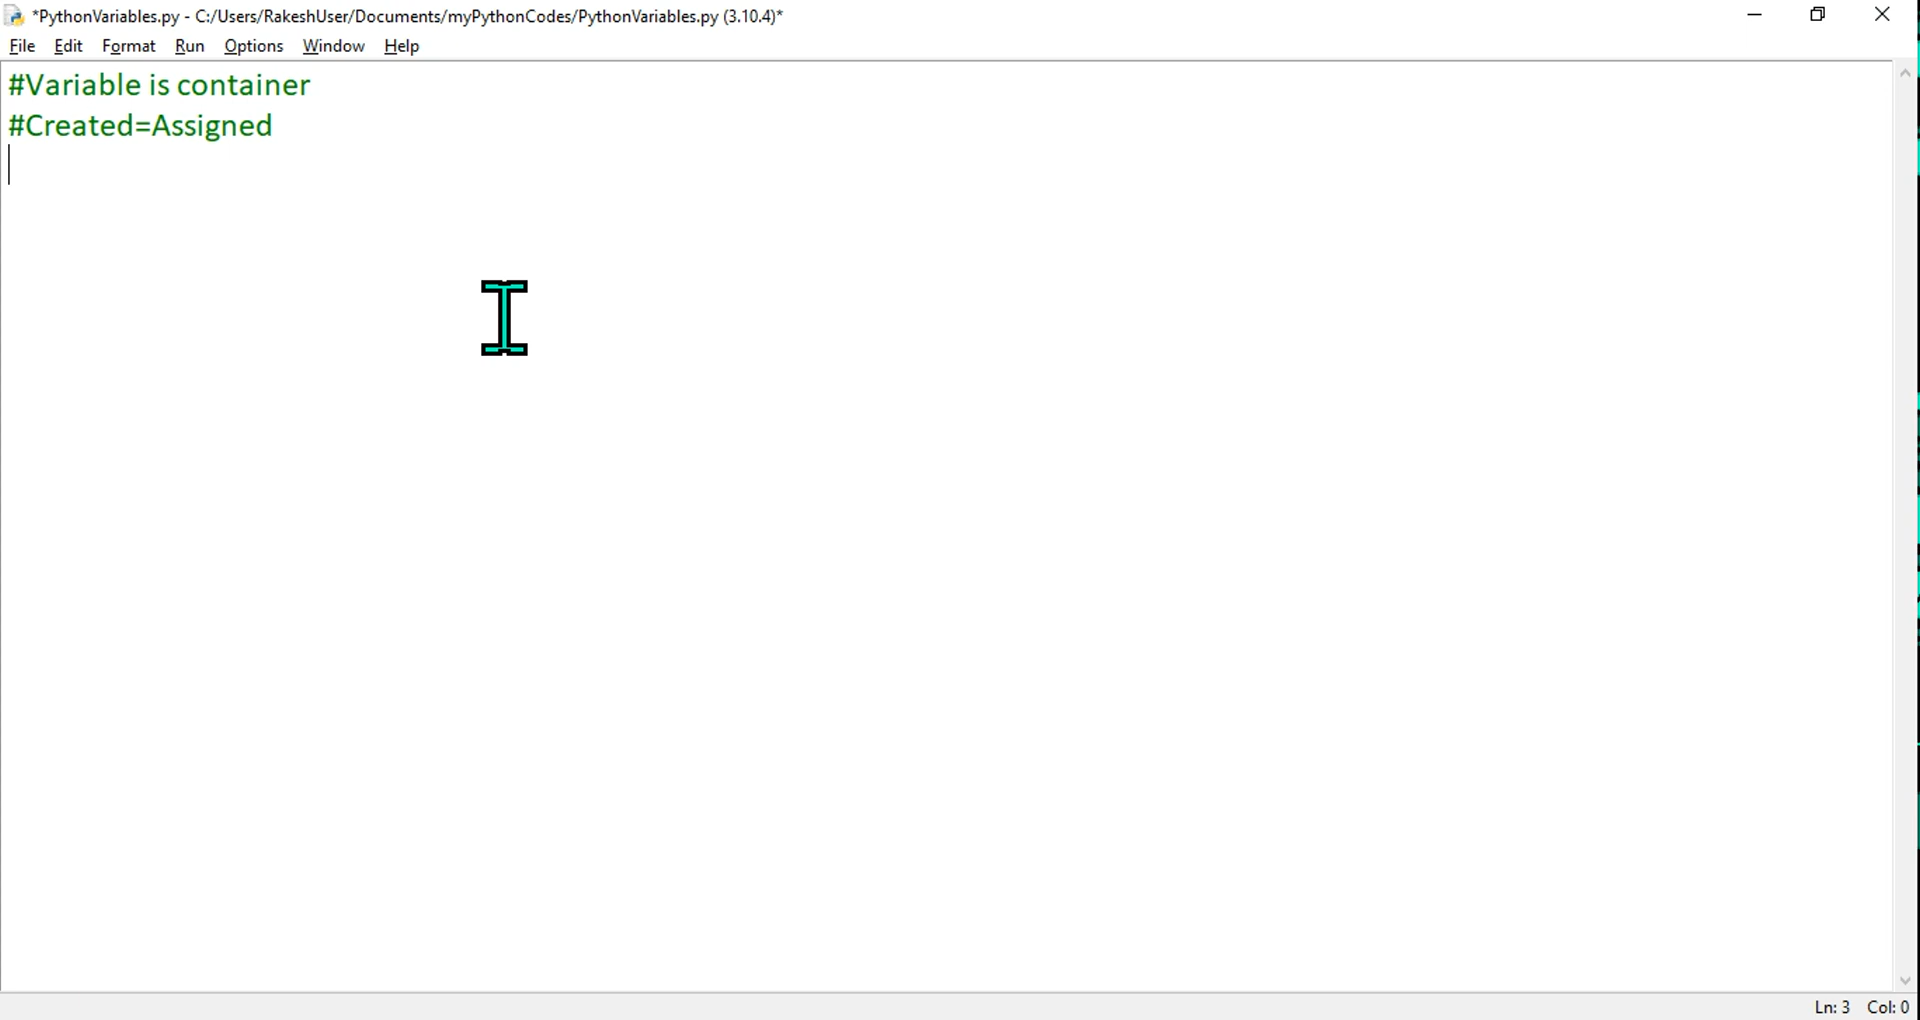 *PythonVariables.py - C:/Users/RakeshUser/Documents/myPythonCodes/PythonVariables.py (3.10.4)*
File Edit Format Run Options Window Help
#Variable is container
#Created=Assigned
Ln: 3 Col: 0